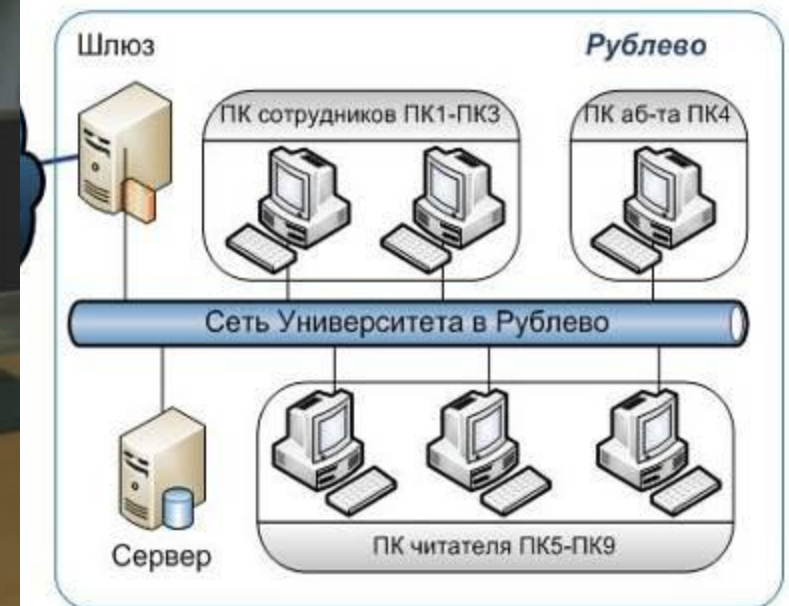 Шлюз
Рублево
ПК сотрудников ПК1-ПК3
ПК аб-та ПК4
Сеть Университета в Рублево
Сервер
ПК читателя ПК5-ПК9